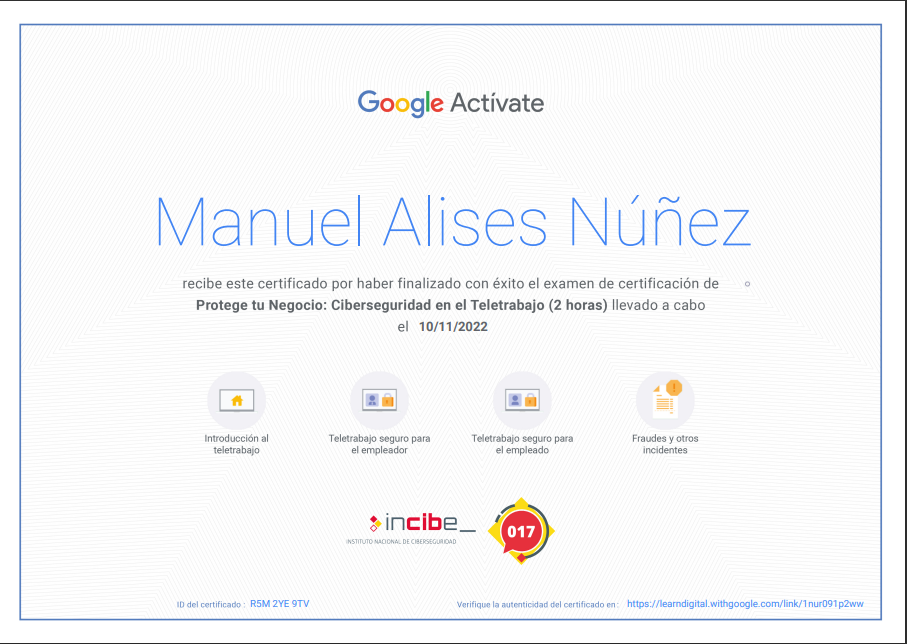 Google Actívate
Manuel Alises Núñez
recibe este certificado por haber finalizado con éxito el examen de certificación de
Protege tu Negocio: Ciberseguridad en el Teletrabajo (2 horas) llevado a cabo
el 10/11/2022
Introducción al
teletrabajo
Teletrabajo seguro para
el empleador
Teletrabajo seguro para
el empleado
Fraudes y otros
incidentes
incibe_
INSTITUTO NACIONAL DE CIBERSEGURIDAD
017
ID del certificado : R5M 2YE 9TV
Verifique la autenticidad del certificado en : https://learndigital.withgoogle.com/link/1nur091p2ww